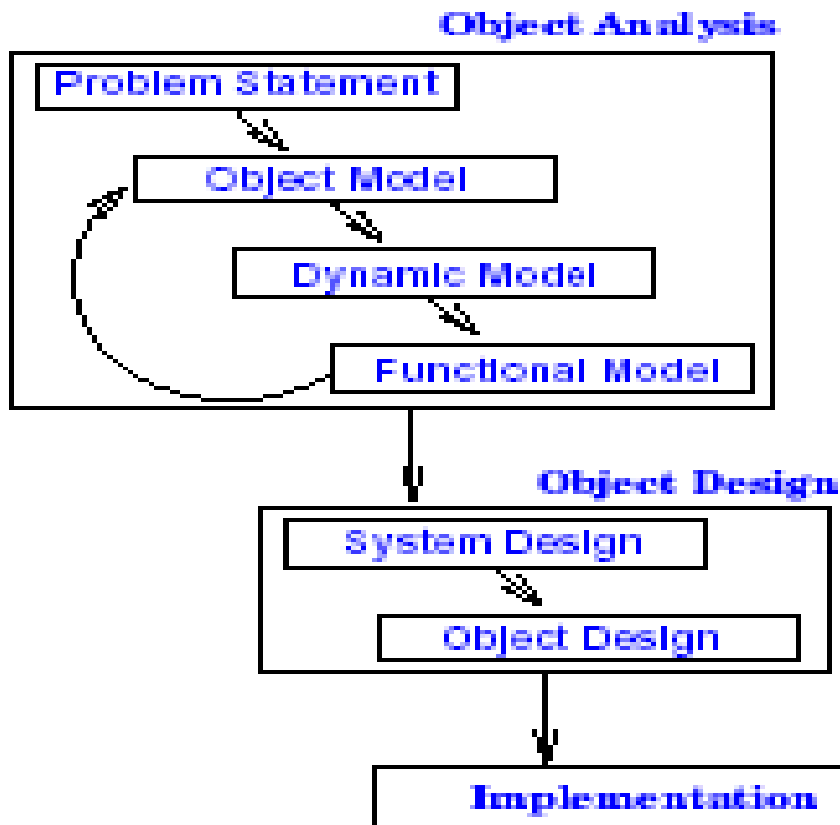 Object Analysis
Problem Statement
Object Model
Dynamic Model
Functional Model
Object Design
System Design
Object Design
Implementation